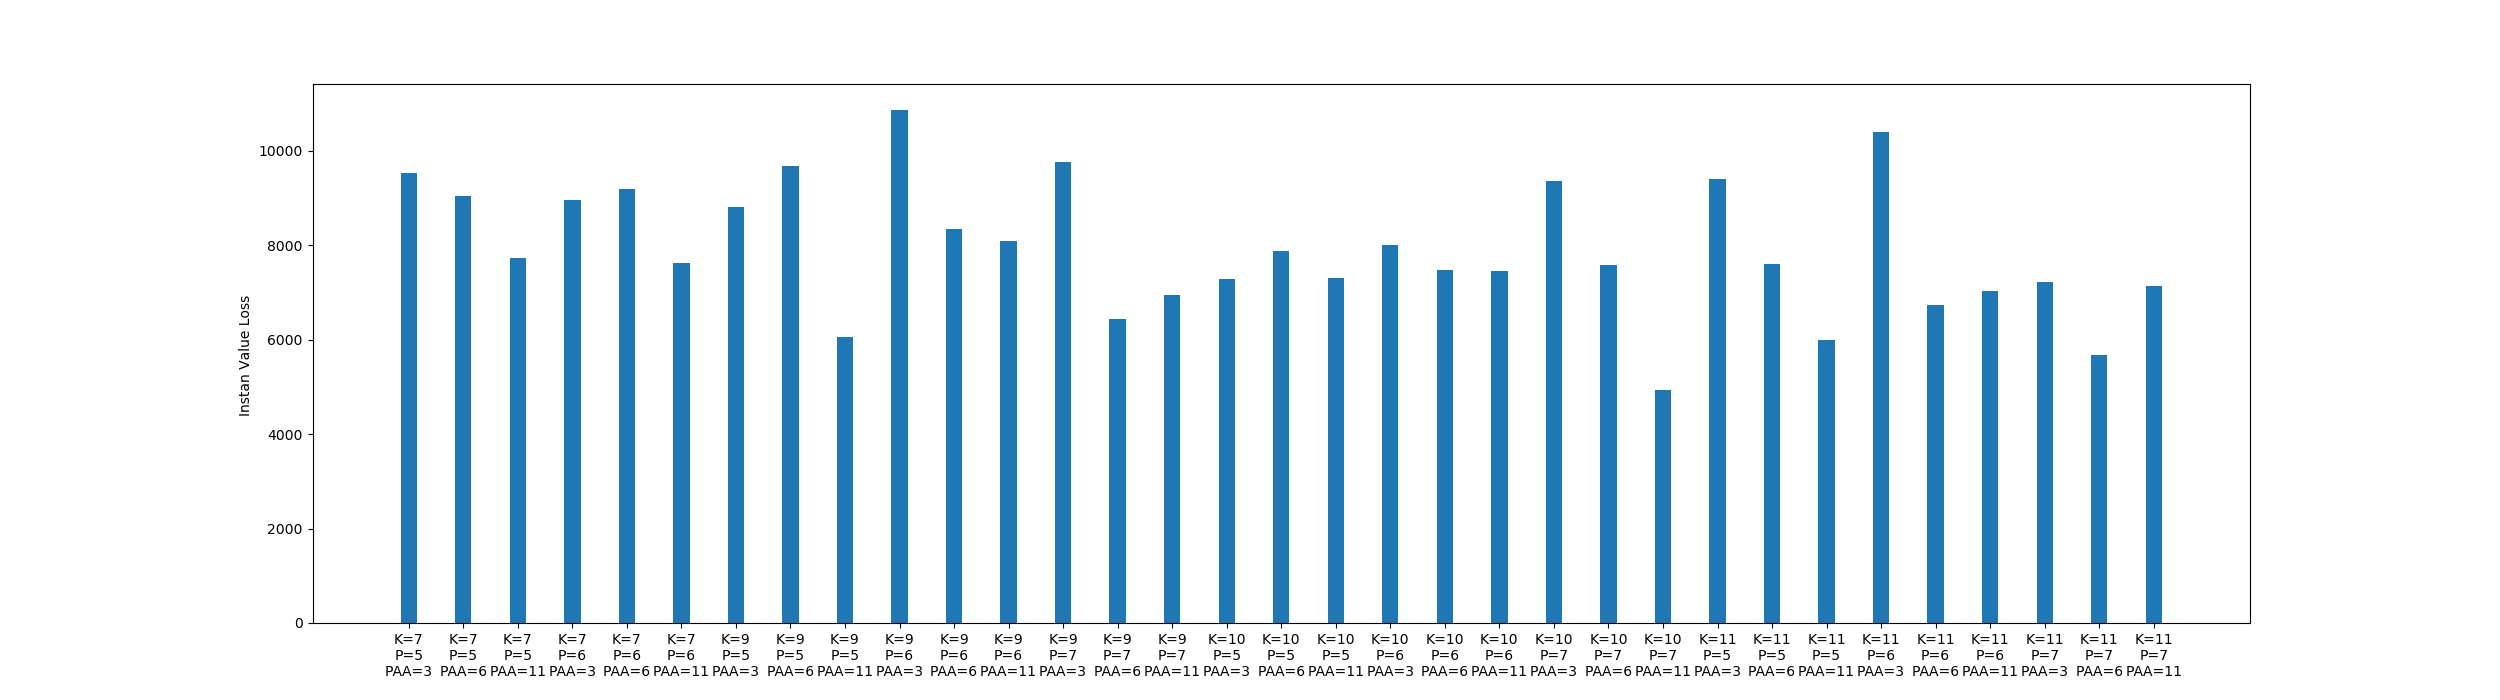 10000
8000
6000
4000
2000
0
Instan Value Loss
K=7 K=7 K=7 K=7 K=7 K=7 K=9 K=9 K=9 K=9 K=9 K=9 K=9 K=9 K=9 K=10 K=10 K=10 K=10 K=10 K=10 K=10 K=10 K=10 K=11 K=11 K=11 K=11 K=11 K=11 K=11 K=11 K=11
P=5 P=5 P=5 P=6 P=6 P=6 P=5 P=5 P=5 P=6 P=6 P=6 P=7 P=7 P=7 P=5 P=5 P=5 P=6 P=6 P=6 P=7 P=7 P=7 P=5 P=5 P=5 P=6 P=6 P=6 P=7 P=7 P=7
PAA=3 PAA=6 PAA=11 PAA=3 PAA=6 PAA=11 PAA=3 PAA=6 PAA=11 PAA=3 PAA=6 PAA=11 PAA=3 PAA=6 PAA=11 PAA=3 PAA=6 PAA=11 PAA=3 PAA=6 PAA=11 PAA=3 PAA=6 PAA=11 PAA=3 PAA=6 PAA=11 PAA=3 PAA=6 PAA=11 PAA=3 PAA=6 PAA=11